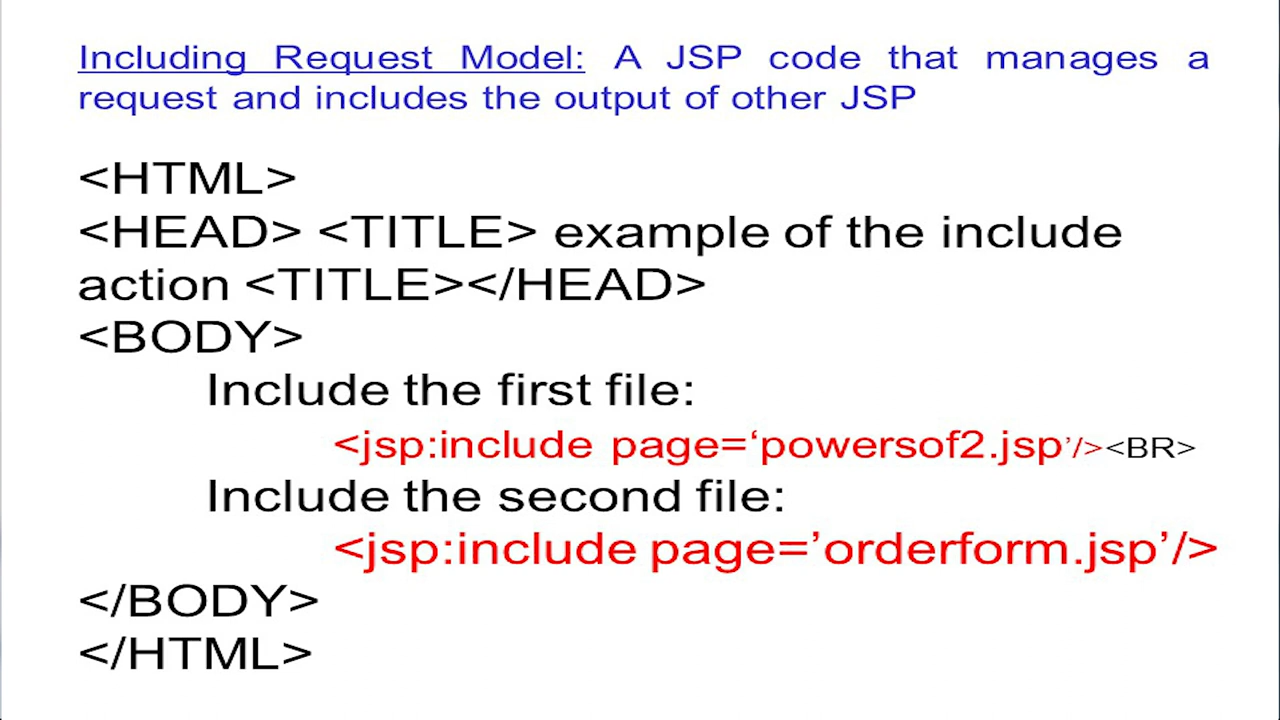 Including Request Model: A JSP code that manages a
request and includes the output of other JSP
<HTML>
<HEAD> <TITLE> example of the include
action <TITLE></HEAD>
<BODY>
Include the first file:
<jsp:include page=‘powersof2.jsp’/><BR>
Include the second file:
<jsp:include page=’orderform.jsp’/>
</BODY>
</HTML>